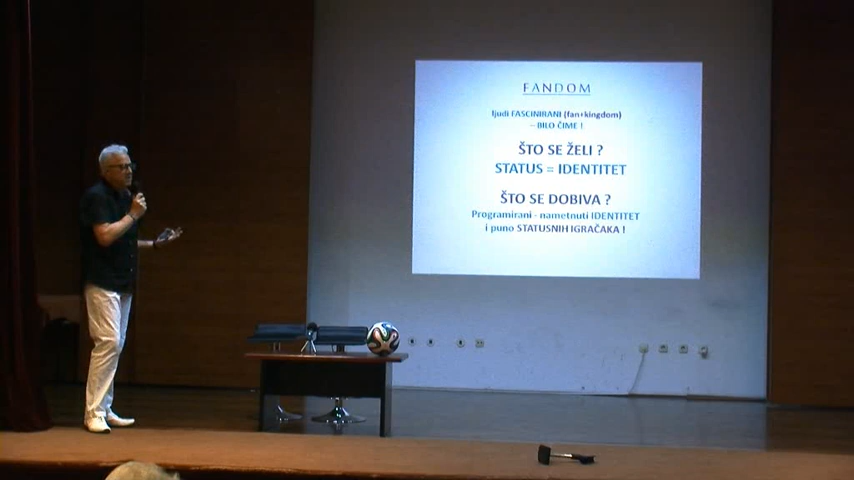 FANDOM
ljudi FASCINIRANI (fan+kingdom)
– BILO ČIME !
ŠTO SE ŽELI ?
STATUS = IDENTITET
ŠTO SE DOBIVA ?
Programirani - nametnuti IDENTITET
i puno STATUSNIH IGRAČAKA !